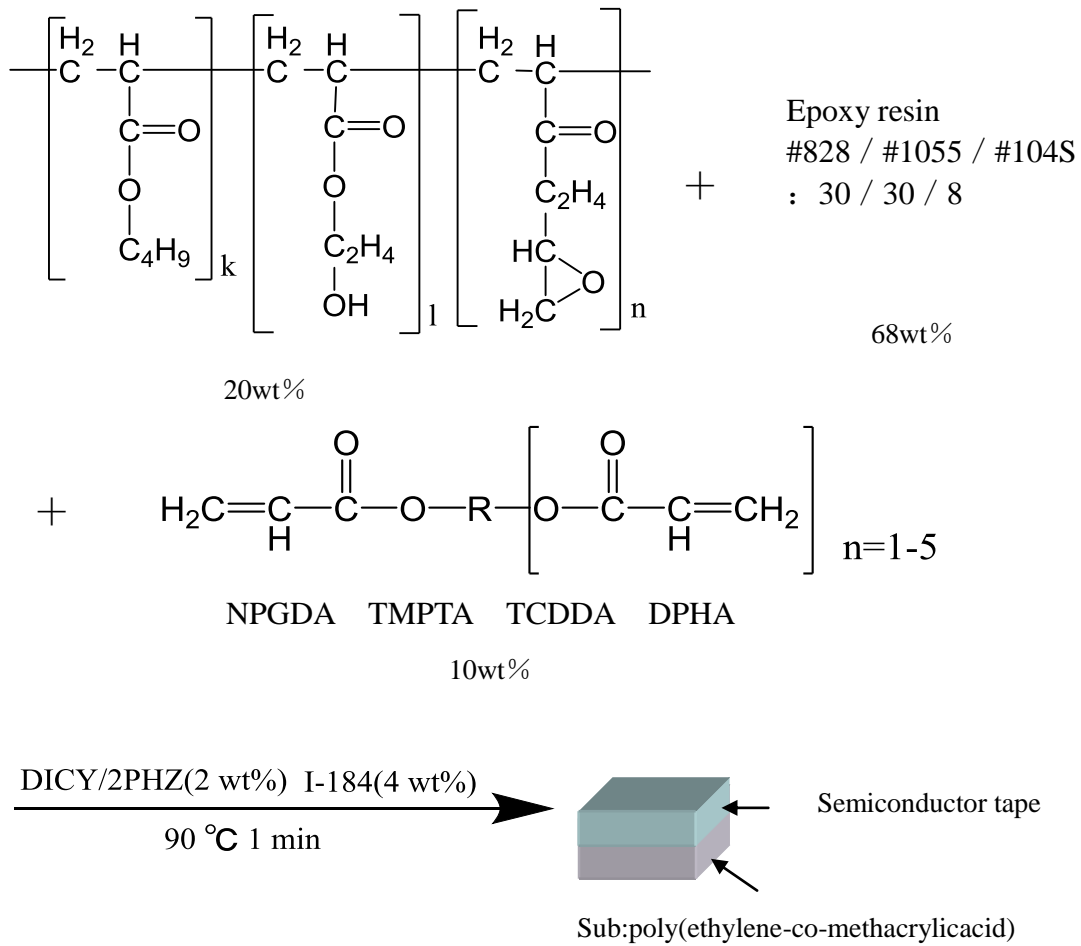 H2 H H2 H H2 H
C C C C C C
C=O C=O C=O
O O C2H4
C4H9 C2H4 HC
O
OH H2C
k l n
+
Epoxy resin
#828 / #1055 / #104S
: 30 / 30 / 8
68wt%
20wt%
+
O O
H2C=C-C-O-R-O-C-C=CH2
H H
n=1-5
NPGDA TMPTA TCDDA DPHA
10wt%
DICY/2PHZ(2 wt%) I-184(4 wt%)
90 ℃ 1 min
Semiconductor tape
Sub:poly(ethylene-co-methacrylicacid)